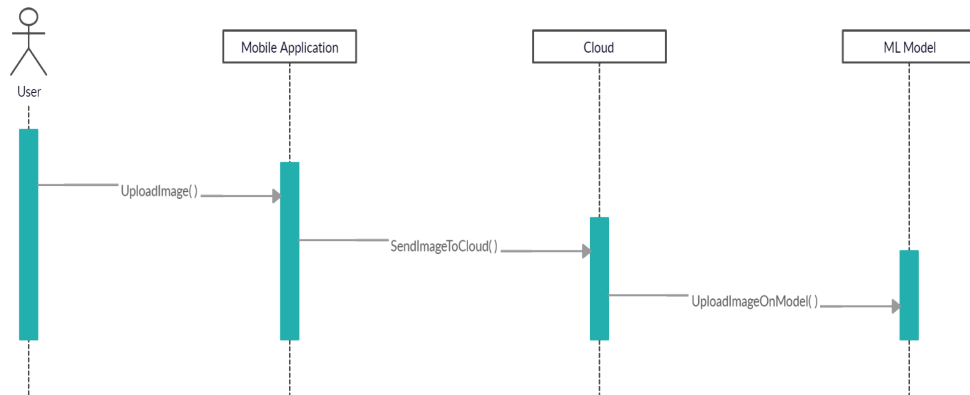 Mobile Application
Cloud
ML Model
User
UploadImage( )
SendImageToCloud( )
UploadImageOnModel( )